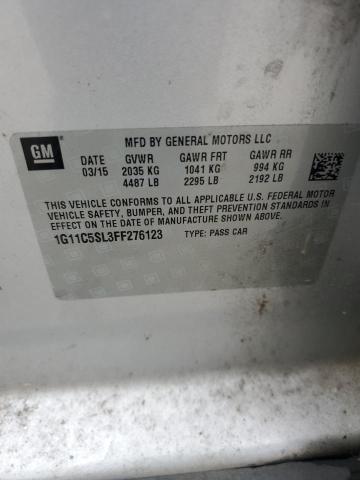 GM
MFD BY GENERAL MOTORS LLC
DATE GVWR GAWR FRT GAWR RR
03/15 2035 KG 1041 KG 994 KG
4487 LB 2295 LB 2192 LB
THIS VEHICLE CONFORMS TO ALL APPLICABLE U.S. FEDERAL MOTOR
VEHICLE SAFETY, BUMPER, AND THEFT PREVENTION STANDARDS IN
EFFECT ON THE DATE OF MANUFACTURE SHOWN ABOVE.
1G11C5SL3FF276123 TYPE: PASS CAR